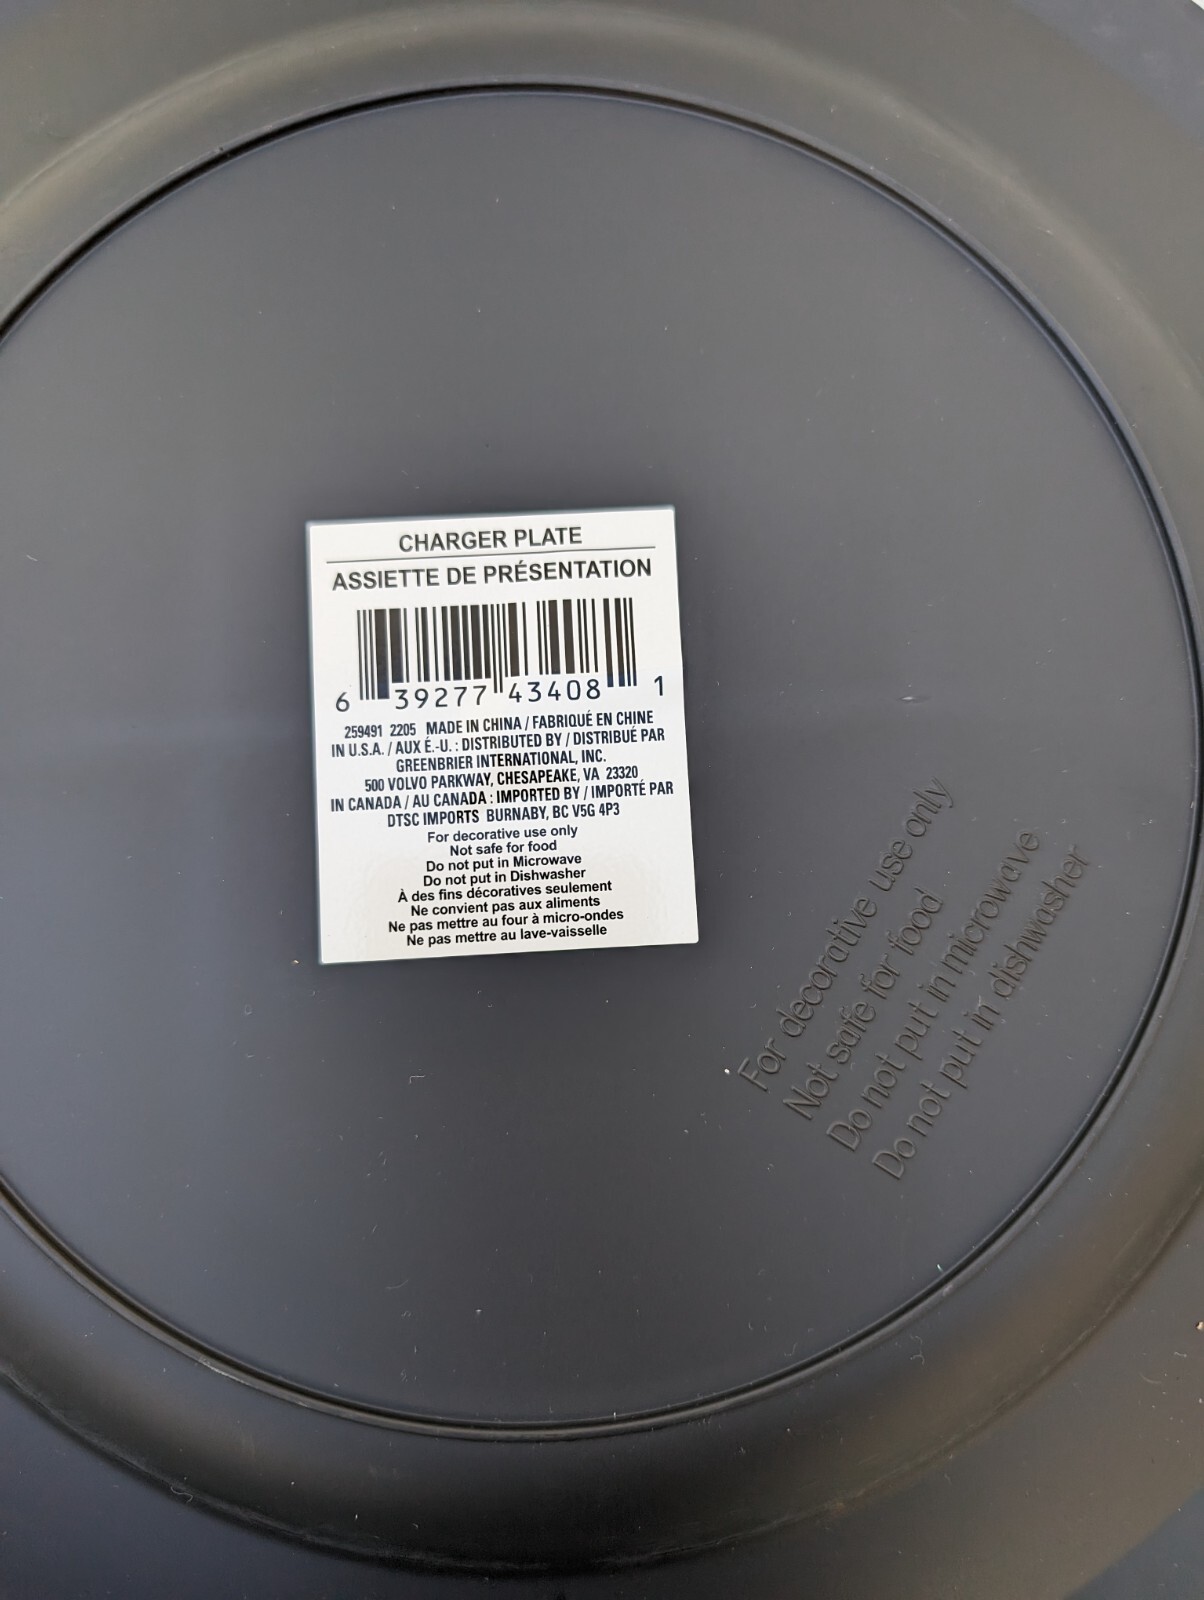 CHARGER PLATE
ASSIETTE DE PRÉSENTATION
6 39277 43408 1
259491 2205 MADE IN CHINA / FABRIQUÉ EN CHINE
IN U.S.A. / AUX É.-U. : DISTRIBUTED BY / DISTRIBUÉ PAR
GREENBRIER INTERNATIONAL, INC.
500 VOLVO PARKWAY, CHESAPEAKE, VA 23320
IN CANADA / AU CANADA : IMPORTED BY / IMPORTÉ PAR
DTSC IMPORTS BURNABY, BC V5G 4P3
For decorative use only
Not safe for food
Do not put in Microwave
Do not put in Dishwasher
À des fins décoratives seulement
Ne convient pas aux aliments
Ne pas mettre au four à micro-ondes
Ne pas mettre au lave-vaisselle
For decorative use only
Not safe for food
Do not put in microwave
Do not put in dishwasher